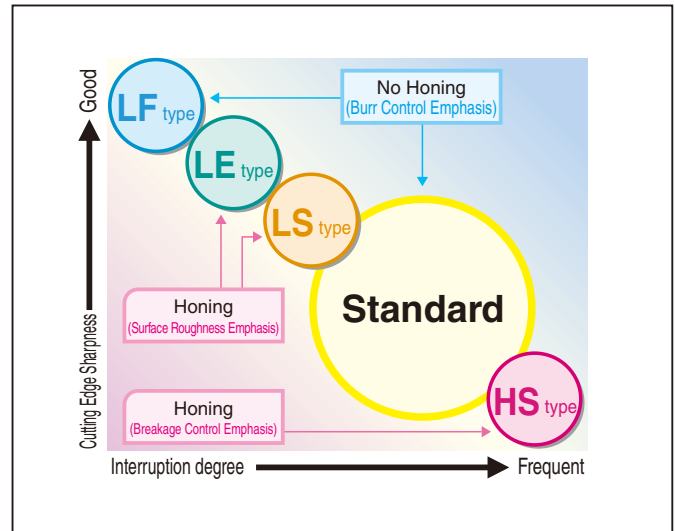 Good
Cutting Edge Sharpness
LF type
LE type
LS type
No Honing
(Burr Control Emphasis)
Standard
Honing
(Surface Roughness Emphasis)
Honing
(Breakage Control Emphasis)
HS type
Interruption degree
Frequent